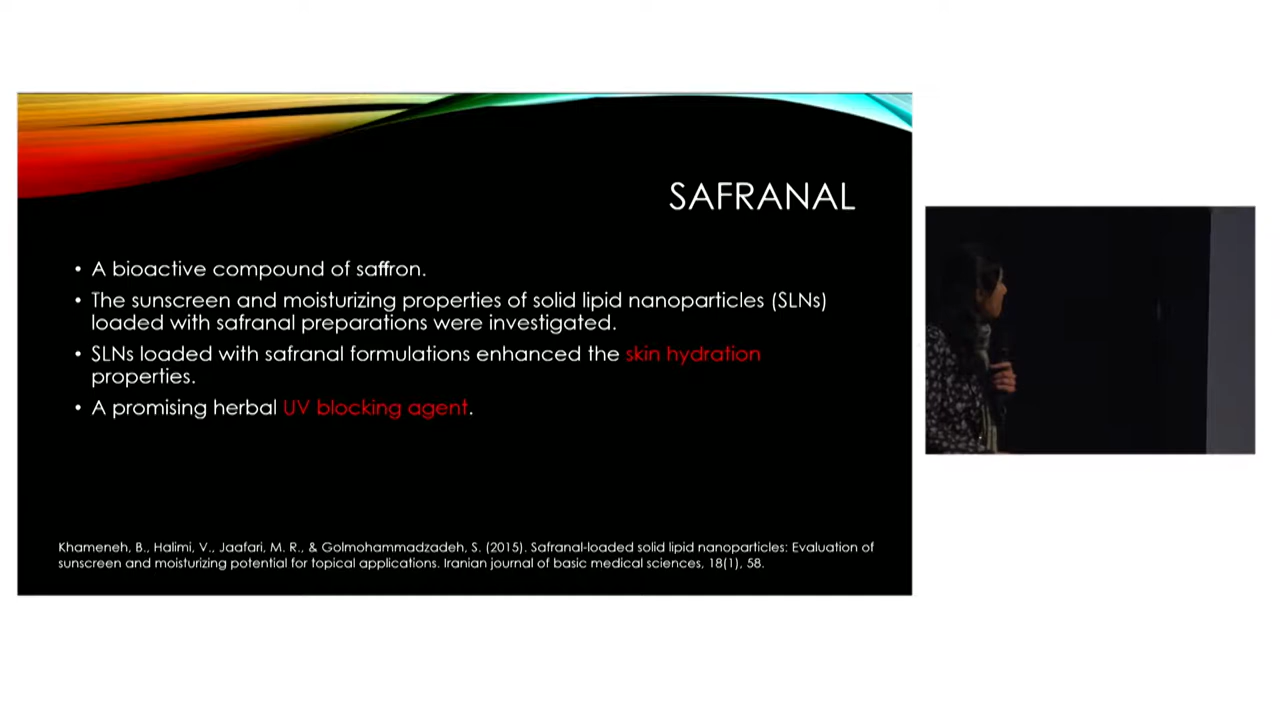 SAFRANAL
• A bioactive compound of saffron.
• The sunscreen and moisturizing properties of solid lipid nanoparticles (SLNs)
loaded with safranal preparations were investigated.
• SLNs loaded with safranal formulations enhanced the skin hydration
properties.
• A promising herbal UV blocking agent.
Khameneh, B., Halimi, V., Jaafari, M. R., & Golmohammadzadeh, S. (2015). Safranal-loaded solid lipid nanoparticles: Evaluation of
sunscreen and moisturizing potential for topical applications. Iranian journal of basic medical sciences, 18(1), 58.